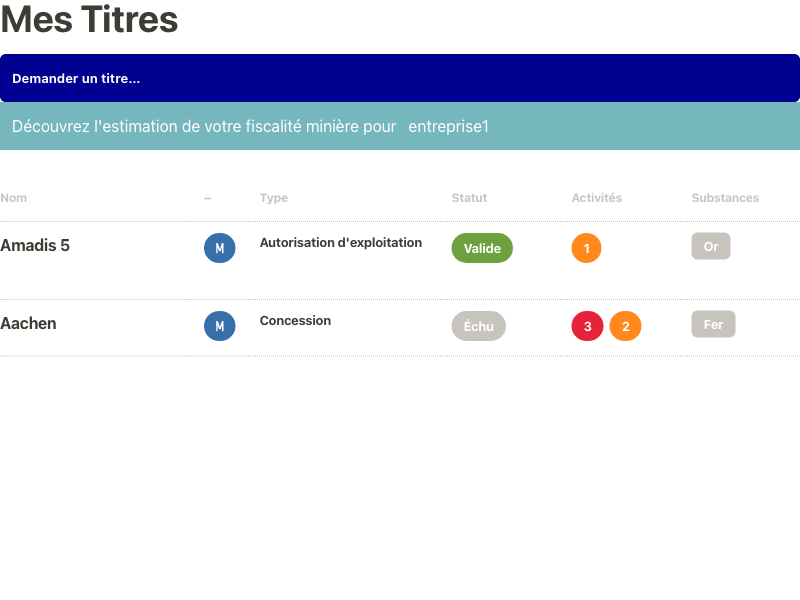 Mes Titres
Demander un titre...
Découvrez l'estimation de votre fiscalité minière pour entreprise1
Nom – Type Statut Activités Substances
Amadis 5 M Autorisation d'exploitation Valide 1 Or
Aachen M Concession Échu 3 2 Fer